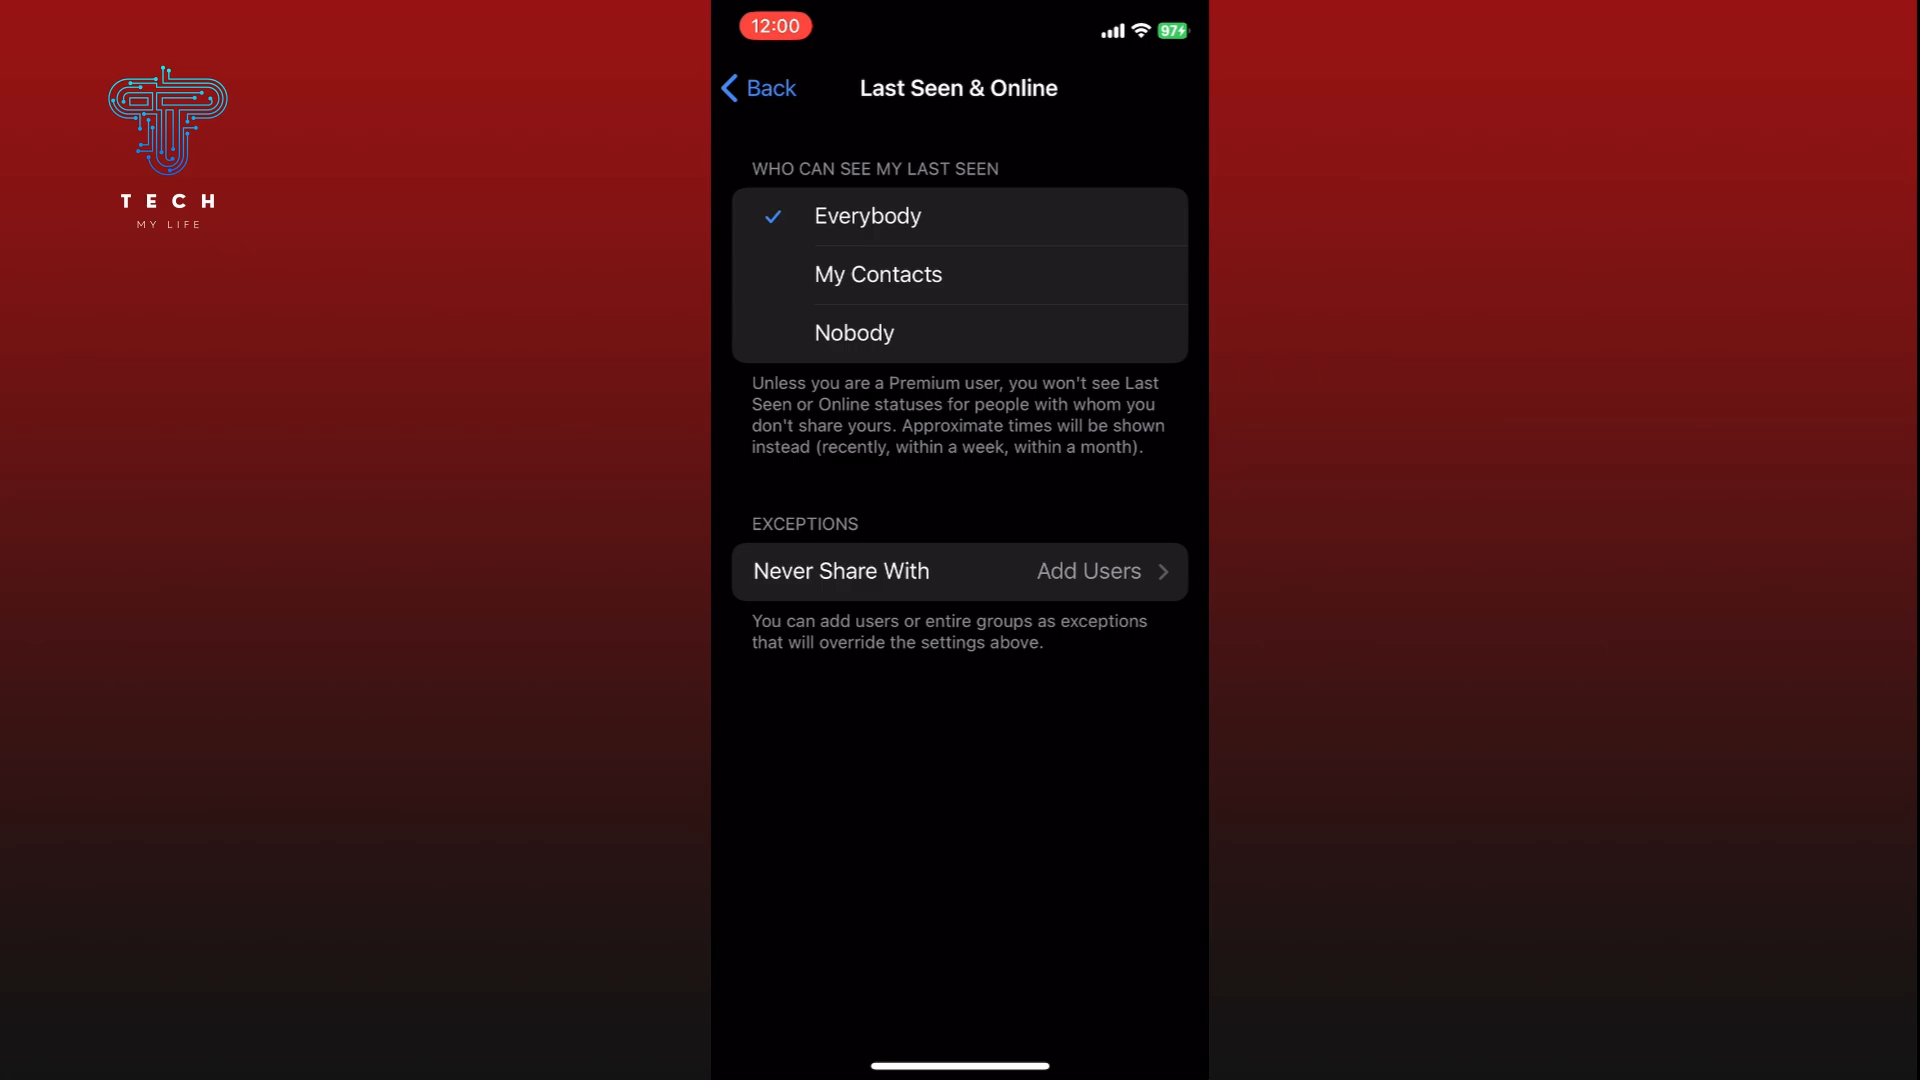 TECH
MY LIFE
12:00
97
Back
Last Seen & Online
WHO CAN SEE MY LAST SEEN
Everybody
My Contacts
Nobody
Unless you are a Premium user, you won't see Last
Seen or Online statuses for people with whom you
don't share yours. Approximate times will be shown
instead (recently, within a week, within a month).
EXCEPTIONS
Never Share With
Add Users
You can add users or entire groups as exceptions
that will override the settings above.